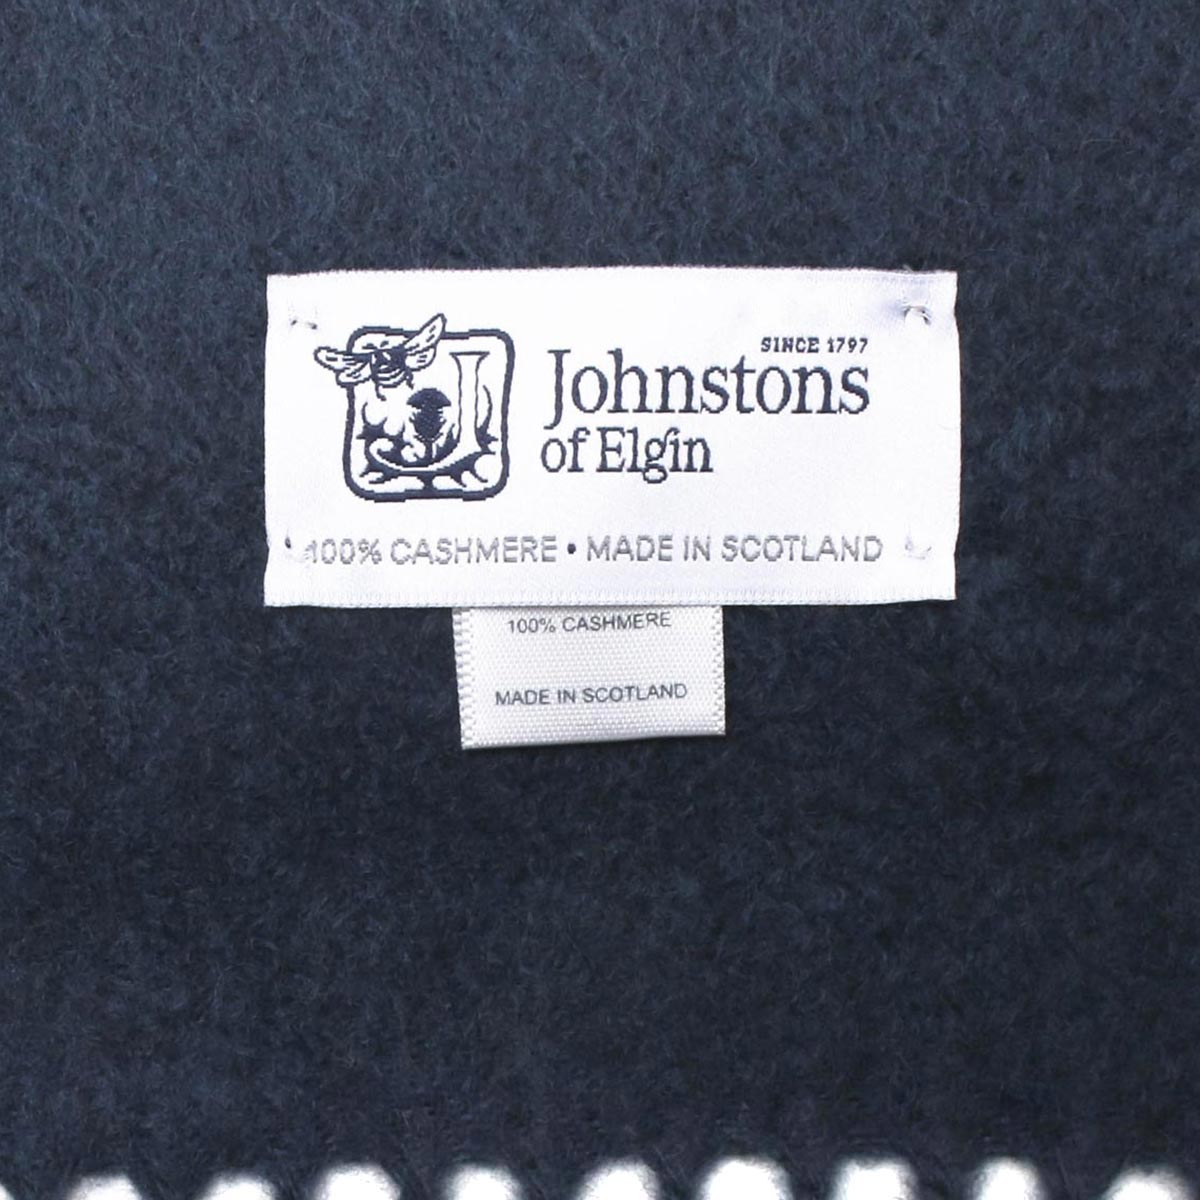 SINCE 1797
Johnstons
of Elgin
100% CASHMERE • MADE IN SCOTLAND
100% CASHMERE
MADE IN SCOTLAND